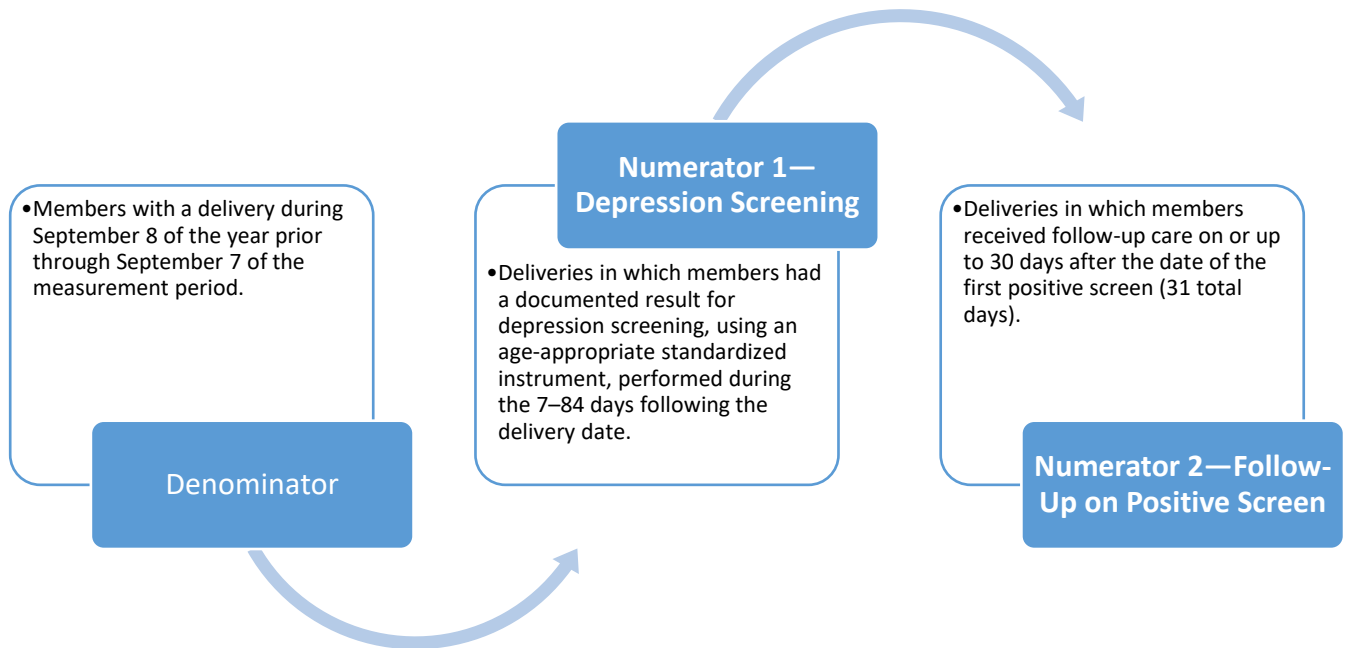 •Members with a delivery during
September 8 of the year prior
through September 7 of the
measurement period.
Denominator
Numerator 1—
Depression Screening
•Deliveries in which members had
a documented result for
depression screening, using an
age-appropriate standardized
instrument, performed during
the 7–84 days following the
delivery date.
•Deliveries in which members
received follow-up care on or up
to 30 days after the date of the
first positive screen (31 total
days).
Numerator 2—Follow-
Up on Positive Screen